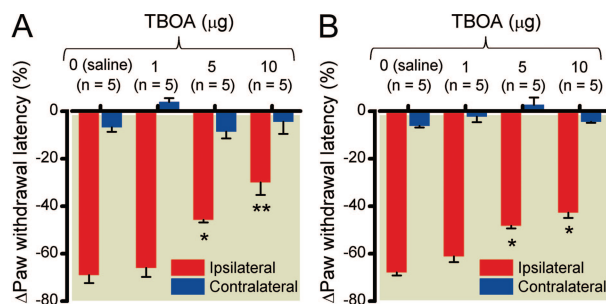 A
TBOA (μg)
0 (saline) 1 5 10
(n = 5) (n = 5) (n = 5) (n = 5)
ΔPaw withdrawal latency (%)
0
-20
-40
-60
-80
* **
Ipsilateral
Contralateral
B
TBOA (μg)
0 (saline) 1 5 10
(n = 5) (n = 5) (n = 5) (n = 5)
ΔPaw withdrawal latency (%)
0
-20
-40
-60
-80
* *
Ipsilateral
Contralateral